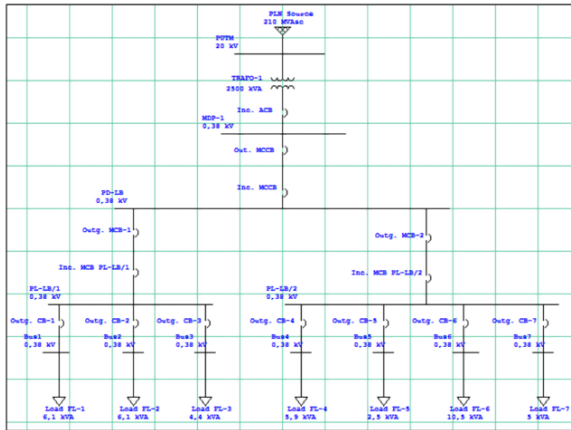 PLN Source
210 MVAsc
PUTM
20 kV
TRAFO-1
2500 kVA
Inc. ACB
MDP-1
0,38 kV
Out. MCCB
Inc. MCCB
PD-LB
0,38 kV
Outg. MCB-1
Outg. MCB-2
Inc. MCB PL-LB/1
Inc. MCB PL-LB/2
PL-LB/1
0,38 kV
PL-LB/2
0,38 kV
Outg. CB-1
Outg. CB-2
Outg. CB-3
Outg. CB-4
Outg. CB-5
Outg. CB-6
Outg. CB-7
Bus1
0,38 kV
Bus2
0,38 kV
Bus3
0,38 kV
Bus4
0,38 kV
Bus5
0,38 kV
Bus6
0,38 kV
Bus7
0,38 kV
Load FL-1
6,1 kVA
Load FL-2
6,1 kVA
Load FL-3
4,4 kVA
Load FL-4
5,9 kVA
Load FL-5
2,5 kVA
Load FL-6
10,5 kVA
Load FL-7
5 kVA